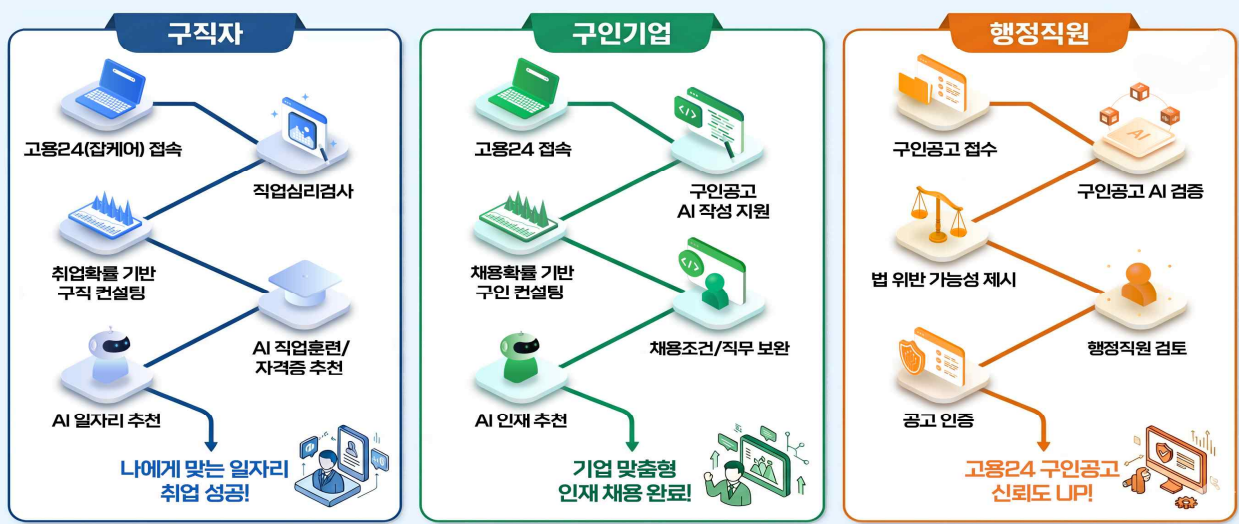 구직자
고용24(잡케어) 접속
직업심리검사
취업확률 기반
구직 컨설팅
AI 직업훈련/
자격증 추천
AI 일자리 추천
나에게 맞는 일자리
취업 성공!
구인기업
고용24 접속
구인공고
AI 작성 지원
채용확률 기반
구인 컨설팅
채용조건/직무 보완
AI 인재 추천
기업 맞춤형
인재 채용 완료!
행정직원
구인공고 접수
AI
구인공고 AI 검증
법 위반 가능성 제시
행정직원 검토
공고 인증
고용24 구인공고
신뢰도 UP!